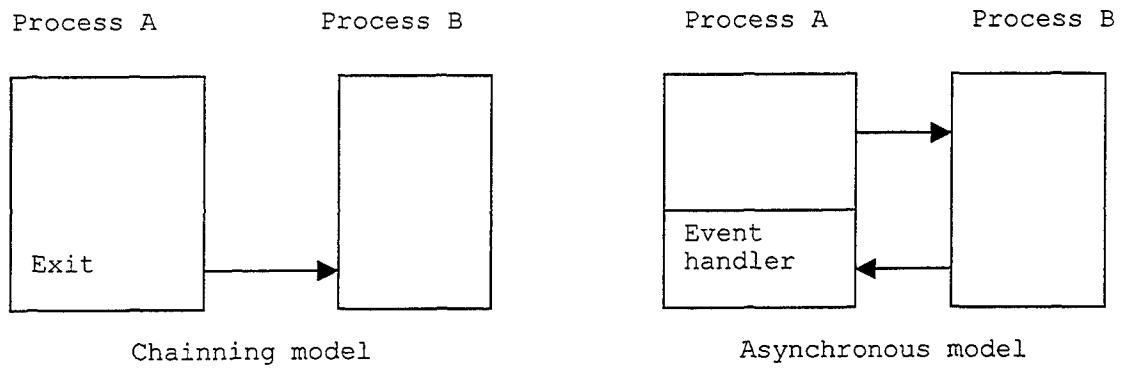 Process A
Process B
Exit
Chainning model
Process A
Process B
Event
handler
Asynchronous model